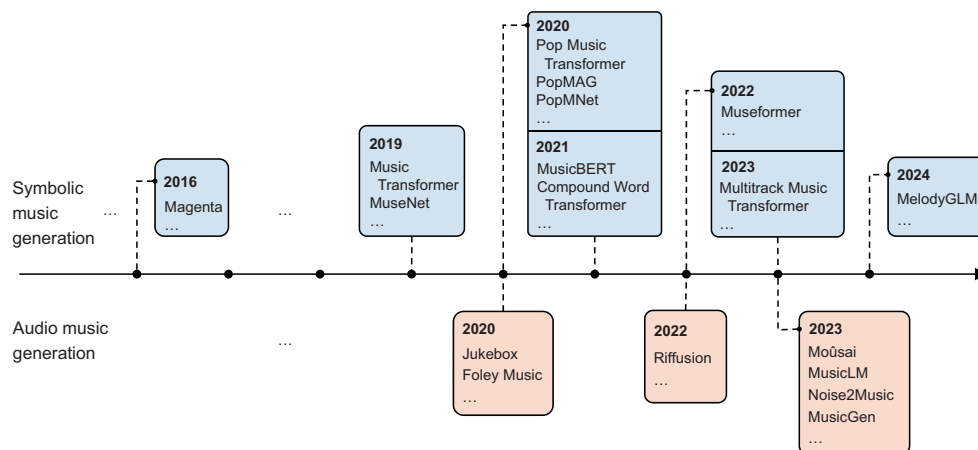 Symbolic
music
generation
…
2016
Magenta
…
…
2019
Music
Transformer
MuseNet
…
2020
Pop Music
Transformer
PopMAG
PopMNet
…
2021
MusicBERT
Compound Word
Transformer
…
2022
Museformer
…
2023
Multitrack Music
Transformer
…
2024
MelodyGLM
…
Audio music
generation
…
2020
Jukebox
Foley Music
…
2022
Riffusion
…
2023
Moûsai
MusicLM
Noise2Music
MusicGen
…